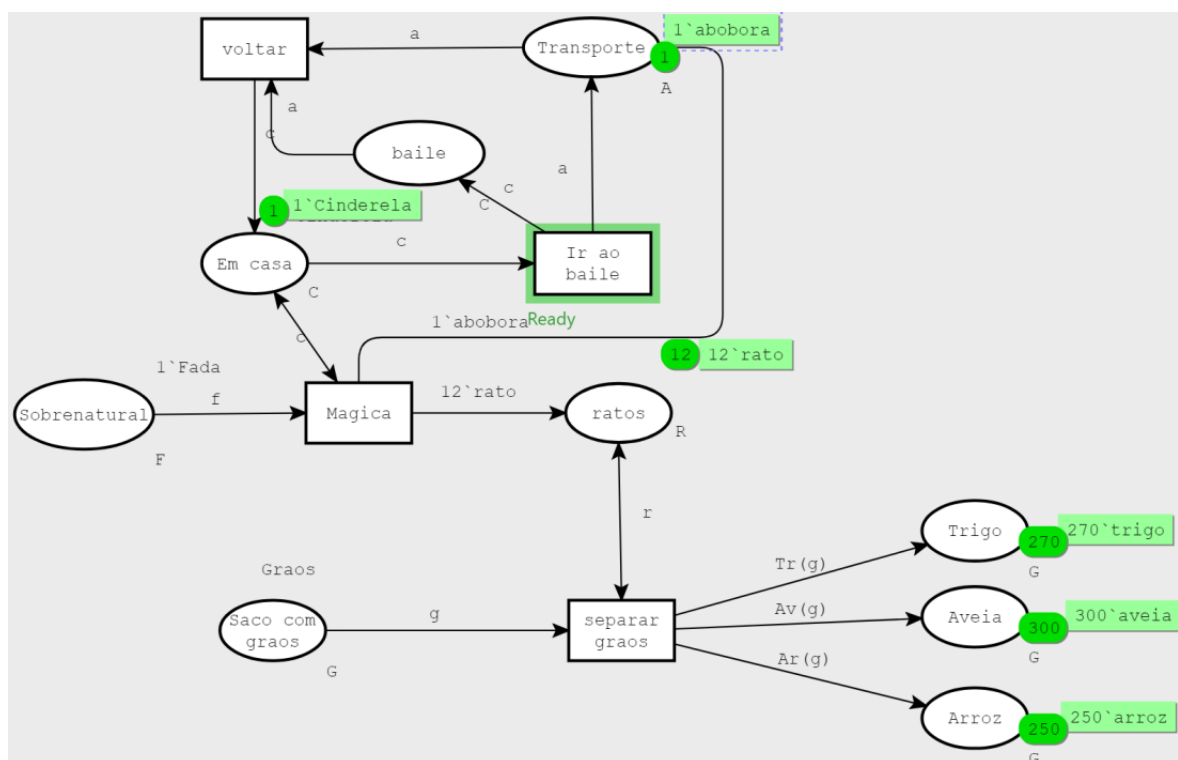 1`abobora
a
voltar
Transporte
1
A
a
c
baile
c
C
a
1
1`Cinderela
c
Ir ao
baile
Em casa
C
Ready
1`abobora
c
12
12`rato
1`Fada
f
12`rato
Sobrenatural
Magica
ratos
F
R
r
Trigo
270
270`trigo
G
Tr(g)
Graos
Saco com
graos
g
separar
graos
Av(g)
Aveia
300
300`aveia
G
G
Ar(g)
Arroz
250
250`arroz
G